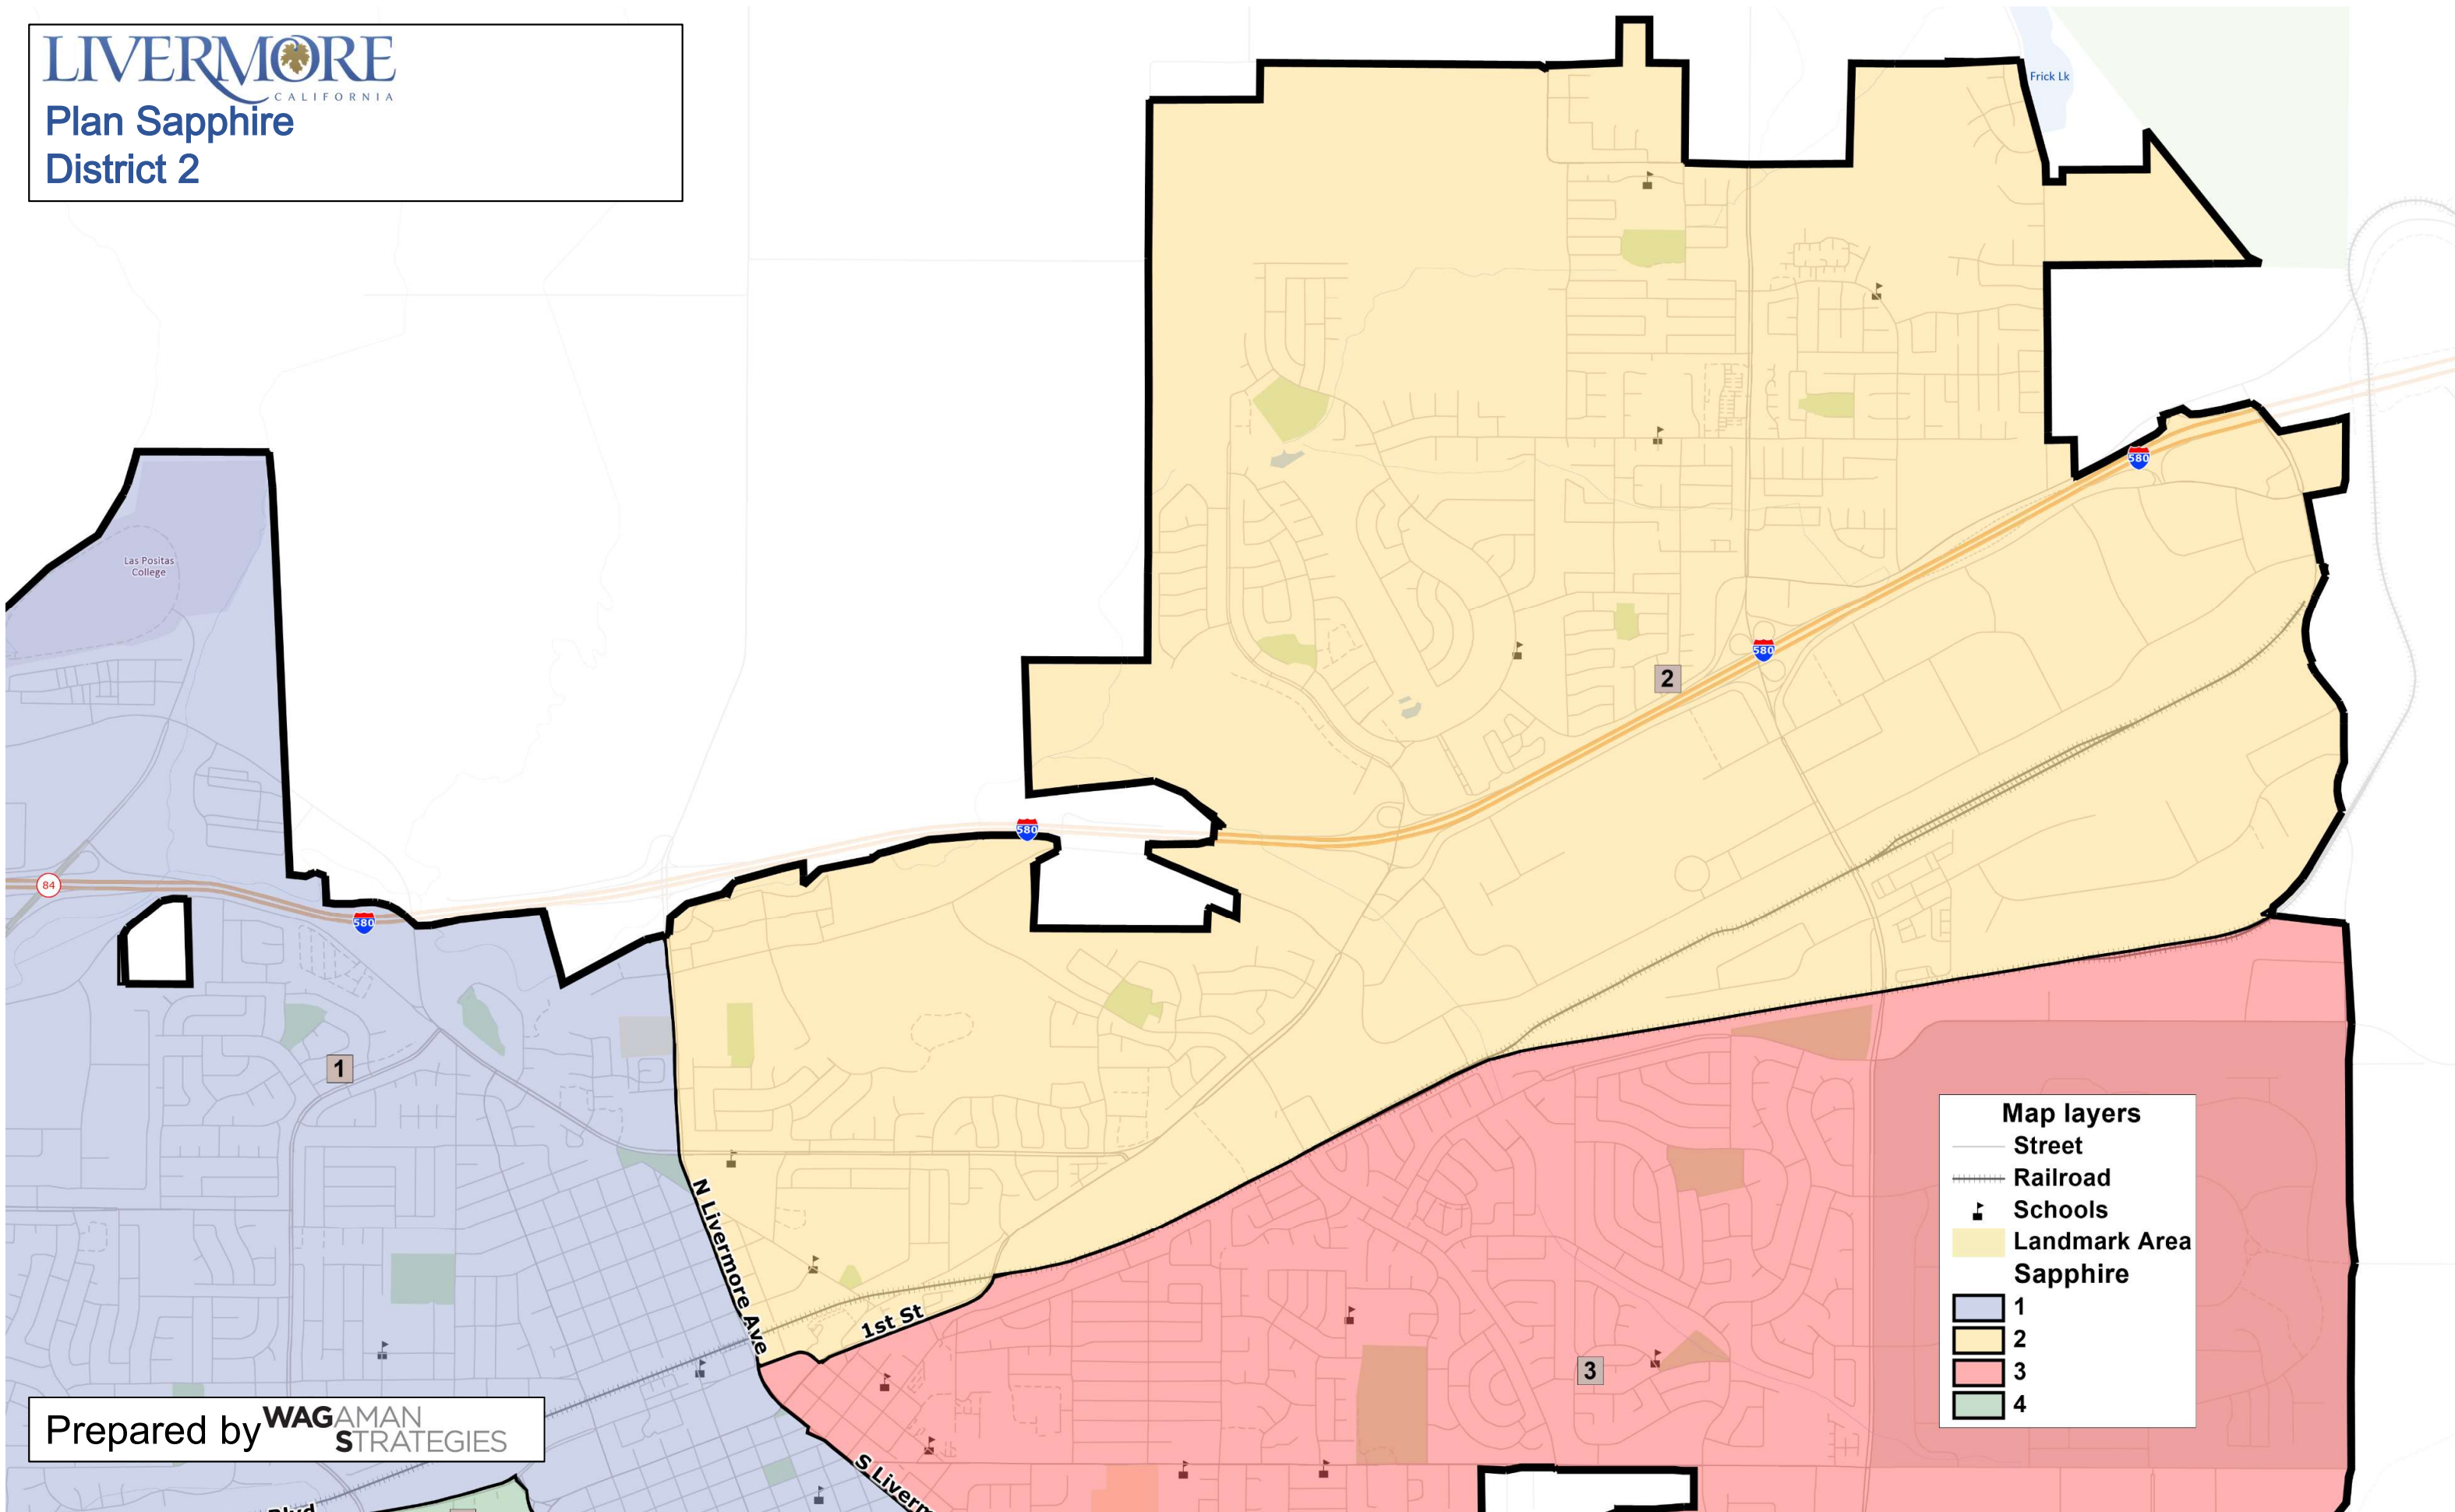 LIVERMORE
CALIFORNIA
Plan Sapphire
District 2
Frick Lk
580
Las Positas
College
580
2
580
84
580
1
N Livermore Ave
1st St
3
Map layers
Street
Railroad
Schools
Landmark Area
Sapphire
1
2
3
4
Prepared by WAGAMAN
STRATEGIES
S Liverm
Blvd